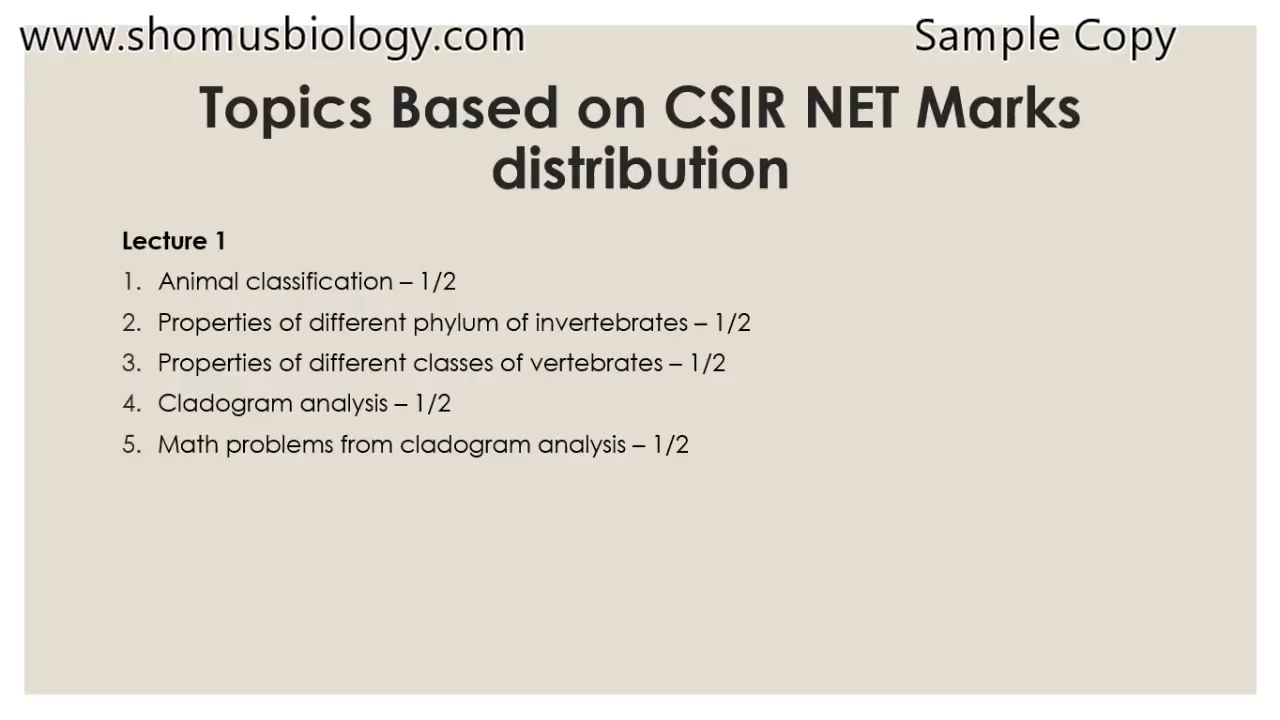 www.shomusbiology.com
Sample Copy
Topics Based on CSIR NET Marks
distribution
Lecture 1
1. Animal classification – 1/2
2. Properties of different phylum of invertebrates – 1/2
3. Properties of different classes of vertebrates – 1/2
4. Cladogram analysis – 1/2
5. Math problems from cladogram analysis – 1/2